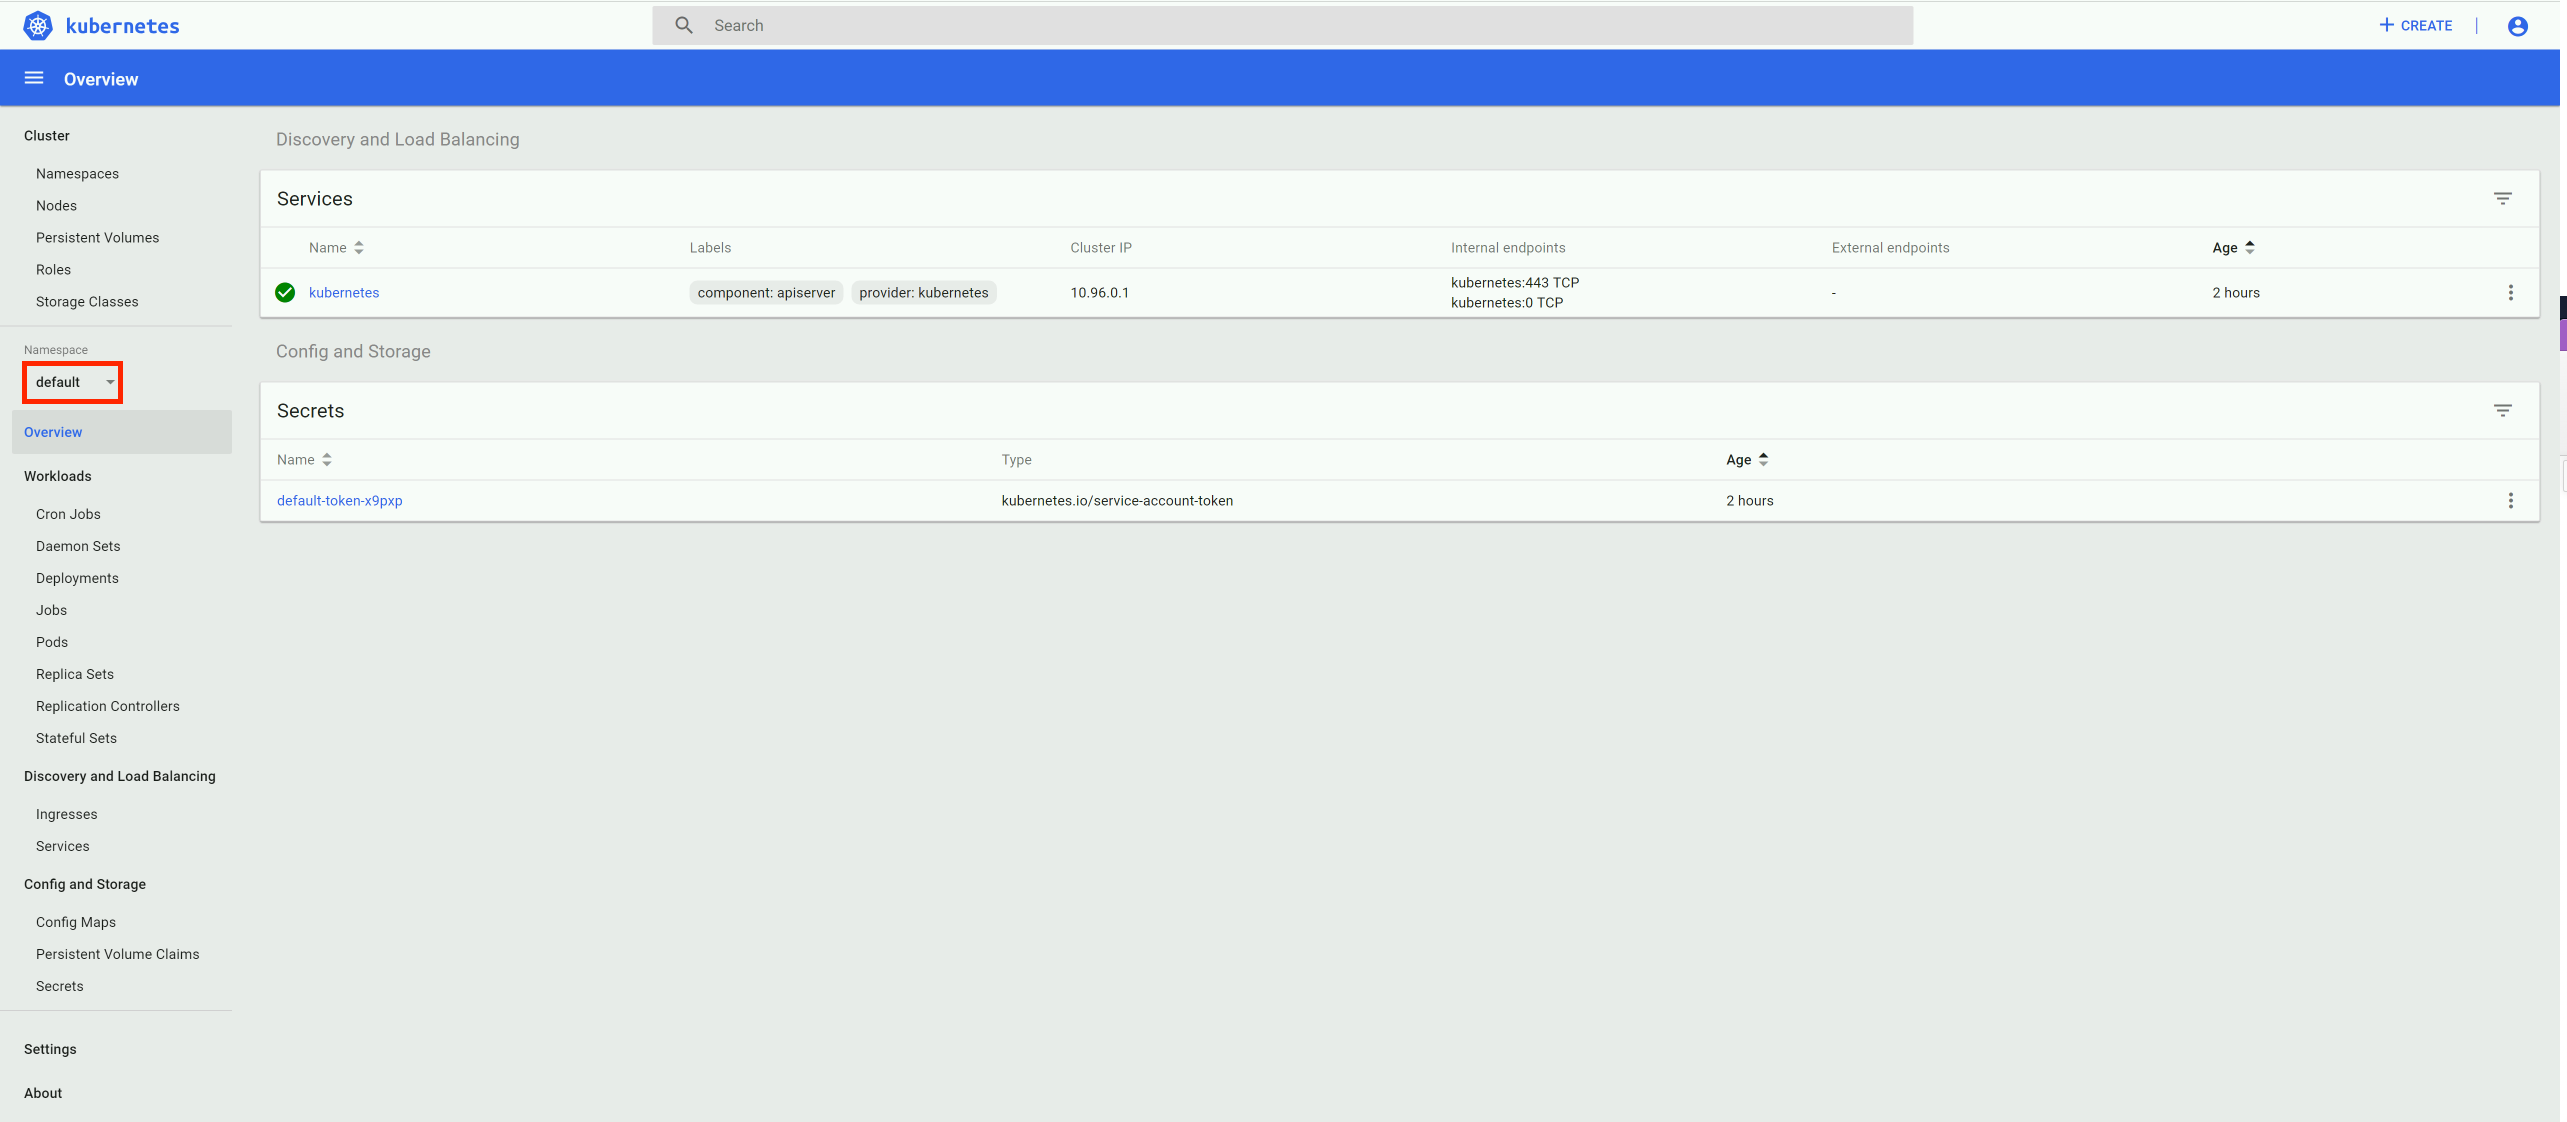 kubernetes
Search
CREATE
Overview
Cluster
Namespaces
Nodes
Persistent Volumes
Roles
Storage Classes
Namespace
default
Overview
Workloads
Cron Jobs
Daemon Sets
Deployments
Jobs
Pods
Replica Sets
Replication Controllers
Stateful Sets
Discovery and Load Balancing
Ingresses
Services
Config and Storage
Config Maps
Persistent Volume Claims
Secrets
Settings
About
Discovery and Load Balancing
Services
Name Labels Cluster IP Internal endpoints External endpoints Age
kubernetes component: apiserver provider: kubernetes 10.96.0.1 kubernetes:443 TCP - 2 hours
kubernetes:0 TCP
Config and Storage
Secrets
Name Type Age
default-token-x9pxp kubernetes.io/service-account-token 2 hours